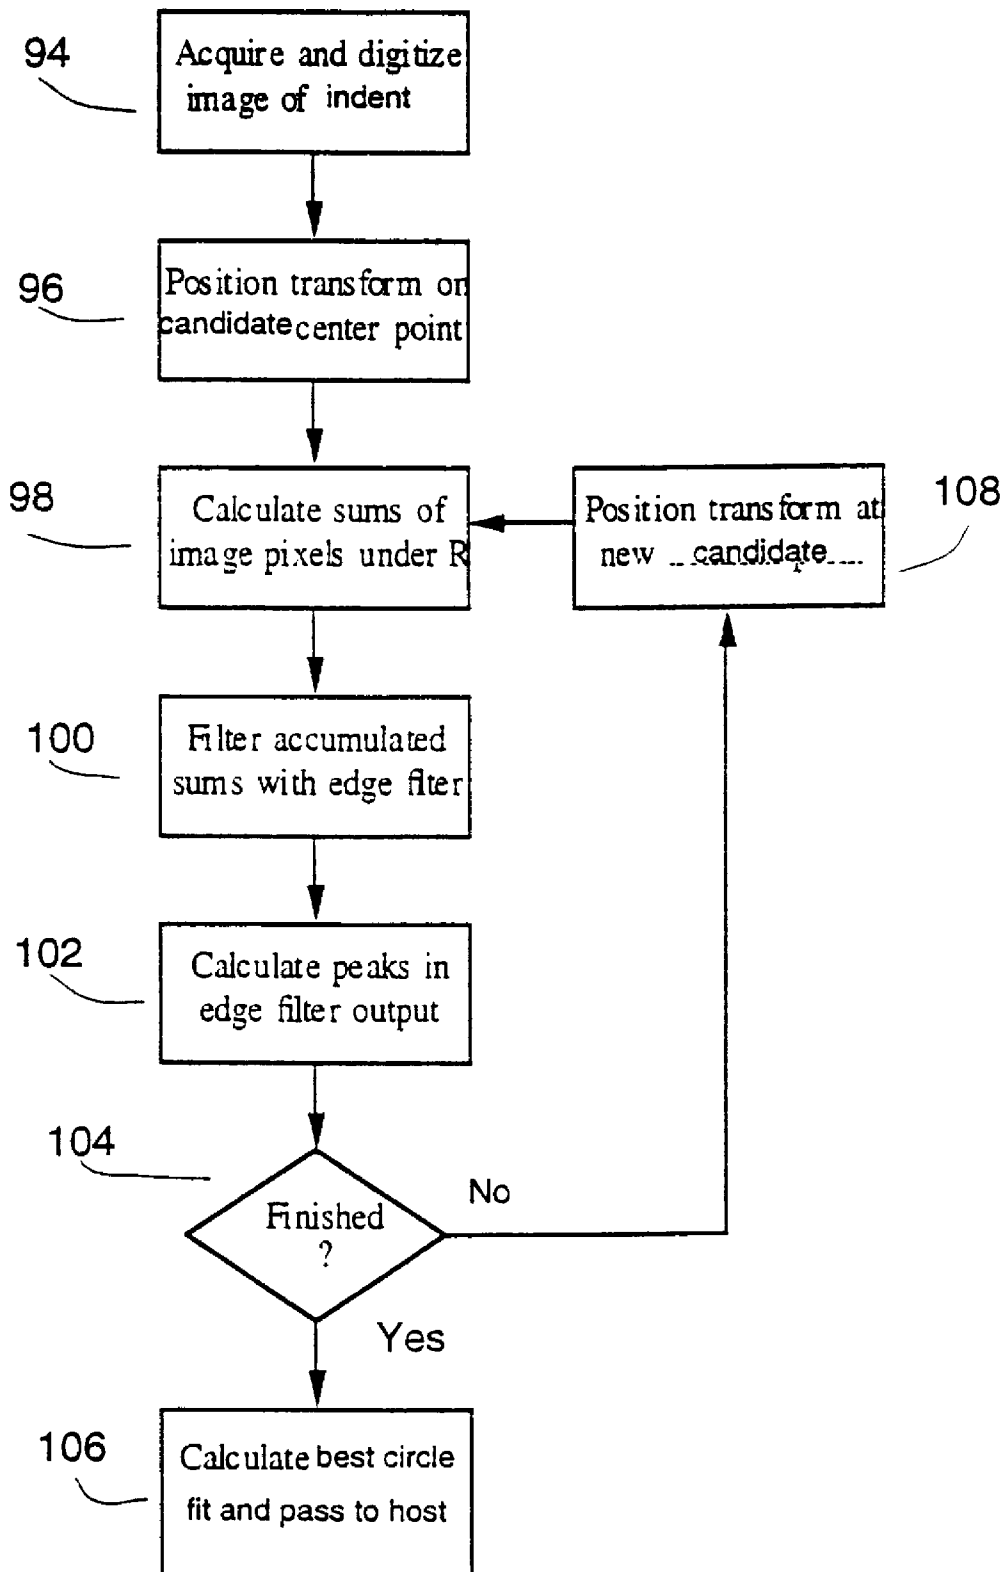 94
Acquire and digitize
image of indent
96
Position transform on
candidate center point
98
Calculate sums of
image pixels under R
Position transform at
new candidate
108
100
Filter accumulated
sums with edge filter
102
Calculate peaks in
edge filter output
104
Finished
?
No
Yes
106
Calculate best circle
fit and pass to host